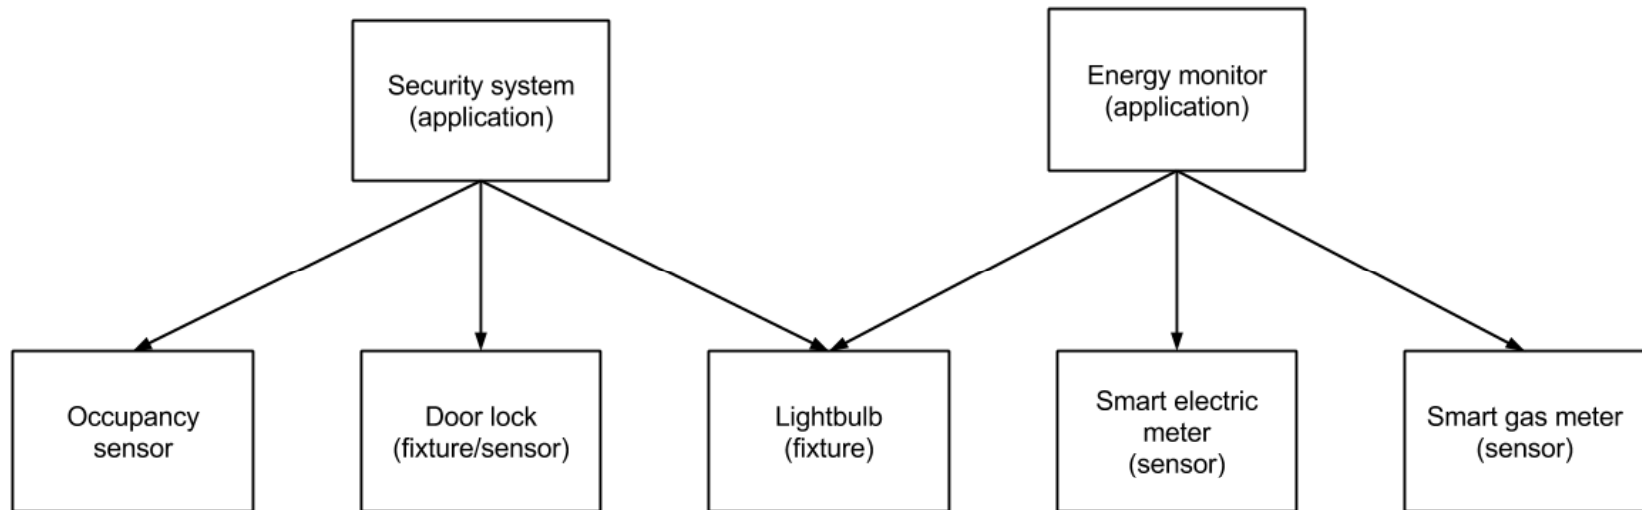 Security system
(application)
Energy monitor
(application)
Occupancy
sensor
Door lock
(fixture/sensor)
Lightbulb
(fixture)
Smart electric
meter
(sensor)
Smart gas meter
(sensor)